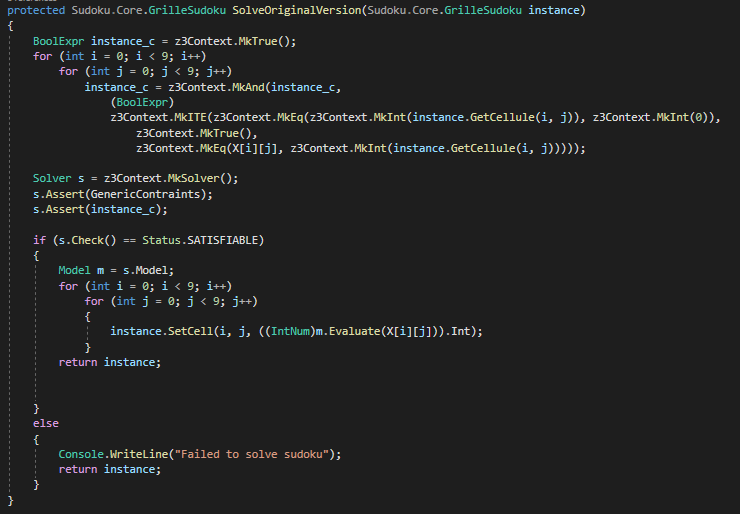 protected Sudoku.Core.GrilleSudoku SolveOriginalVersion(Sudoku.Core.GrilleSudoku instance)
{
    BoolExpr instance_c = z3Context.MkTrue();
    for (int i = 0; i < 9; i++)
        for (int j = 0; j < 9; j++)
            instance_c = z3Context.MkAnd(instance_c,
                (BoolExpr)
                z3Context.MkITE(z3Context.MkEq(z3Context.MkInt(instance.GetCellule(i, j)), z3Context.MkInt(0)),
                    z3Context.MkTrue(),
                    z3Context.MkEq(X[i][j], z3Context.MkInt(instance.GetCellule(i, j)))));
    Solver s = z3Context.MkSolver();
    s.Assert(GenericContraints);
    s.Assert(instance_c);
    if (s.Check() == Status.SATISFIABLE)
    {
        Model m = s.Model;
        for (int i = 0; i < 9; i++)
            for (int j = 0; j < 9; j++)
            {
                instance.SetCell(i, j, ((IntNum)m.Evaluate(X[i][j])).Int);
            }
        return instance;
    }
    else
    {
        Console.WriteLine("Failed to solve sudoku");
        return instance;
    }
}